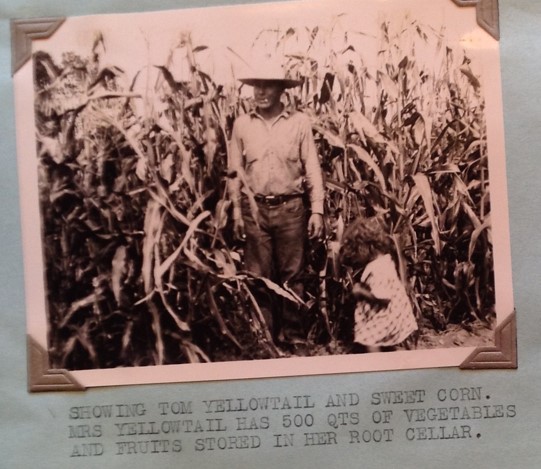 SHOWING TOM YELLOWTAIL AND SWEET CORN.
MRS YELLOWTAIL HAS 500 QTS OF VEGETABLES
AND FRUITS STORED IN HER ROOT CELLAR.